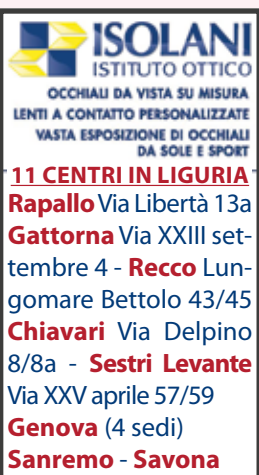 ISOLANI
ISTITUTO OTTICO
OCCHIALI DA VISTA SU MISURA
LENTI A CONTATTO PERSONALIZZATE
VASTA ESPOSIZIONE DI OCCHIALI
DA SOLE E SPORT
11 CENTRI IN LIGURIA
Rapallo Via Libertà 13a
Gattorna Via XXIII set-
tembre 4 - Recco Lun-
gomare Bettolo 43/45
Chiavari Via Delpino
8/8a - Sestri Levante
Via XXV aprile 57/59
Genova (4 sedi)
Sanremo - Savona